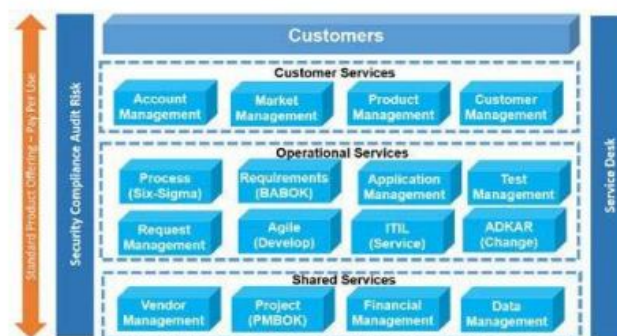 Standard Product Offering – Pay Per Use
Security Compliance Audit Risk
Customers
Customer Services
Account
Management
Market
Management
Product
Management
Customer
Management
Operational Services
Process
(Six-Sigma)
Requirements
(BABOK)
Application
Management
Test
Management
Request
Management
Agile
(Develop)
ITIL
(Service)
ADKAR
(Change)
Shared Services
Vendor
Management
Project
(PMBOK)
Financial
Management
Data
Management
Service Desk